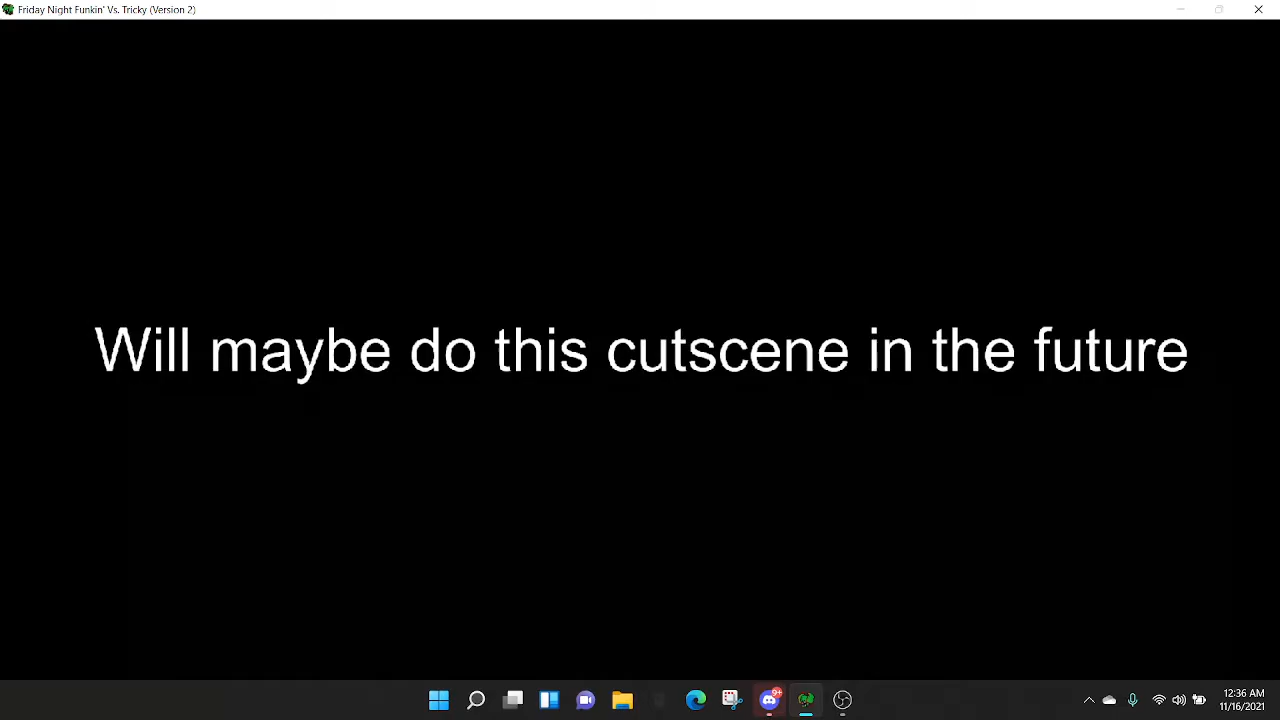 Friday Night Funkin' Vs. Tricky (Version 2)
Will maybe do this cutscene in the future
9+
12:36 AM
11/16/2021